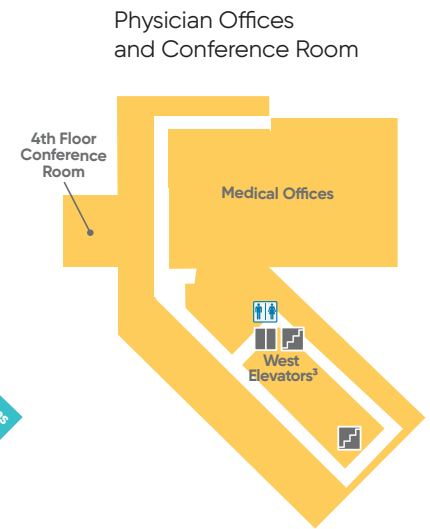 Physician Offices
and Conference Room
4th Floor
Conference
Room
Medical Offices
West
Elevators³